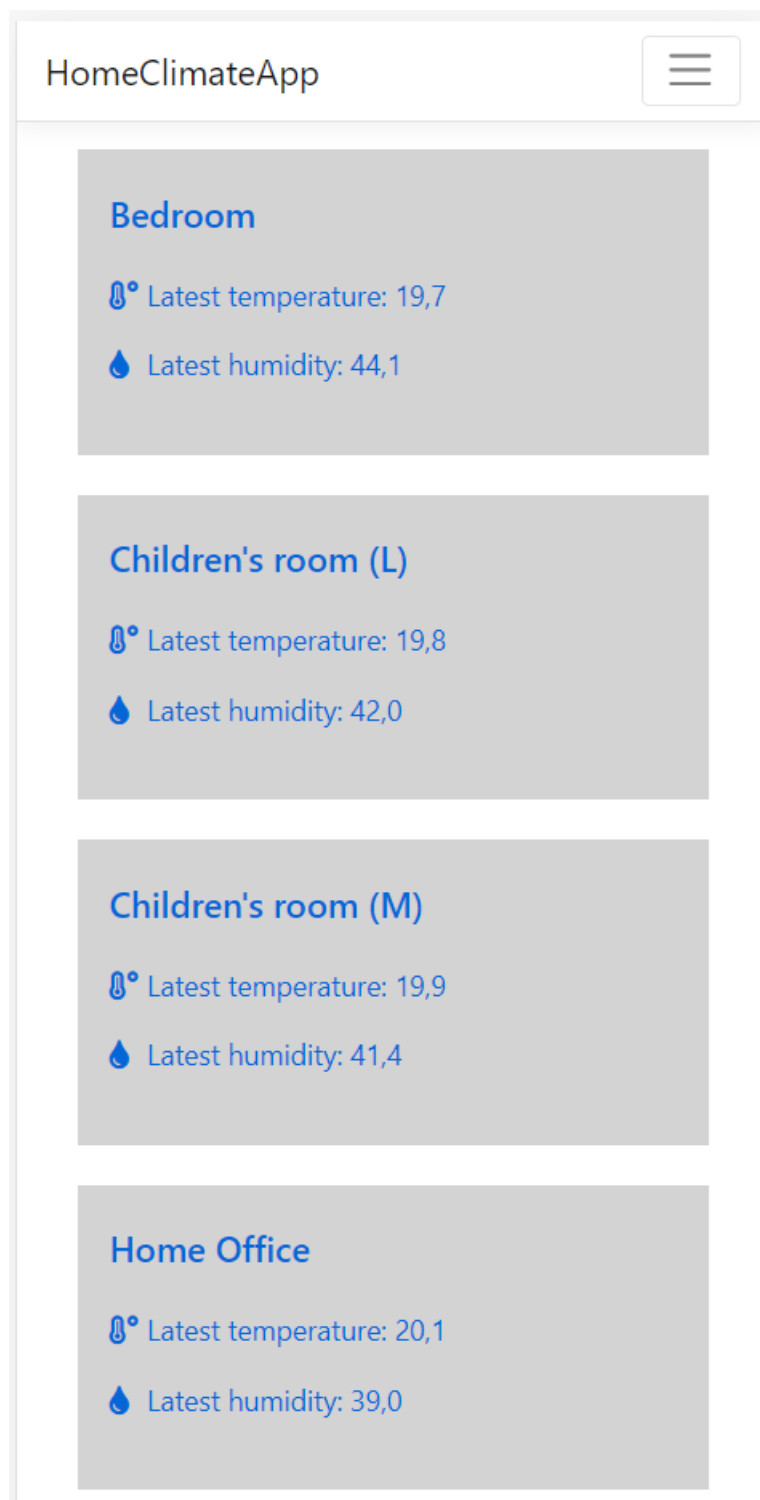 HomeClimateApp
Bedroom
Latest temperature: 19,7
Latest humidity: 44,1
Children's room (L)
Latest temperature: 19,8
Latest humidity: 42,0
Children's room (M)
Latest temperature: 19,9
Latest humidity: 41,4
Home Office
Latest temperature: 20,1
Latest humidity: 39,0